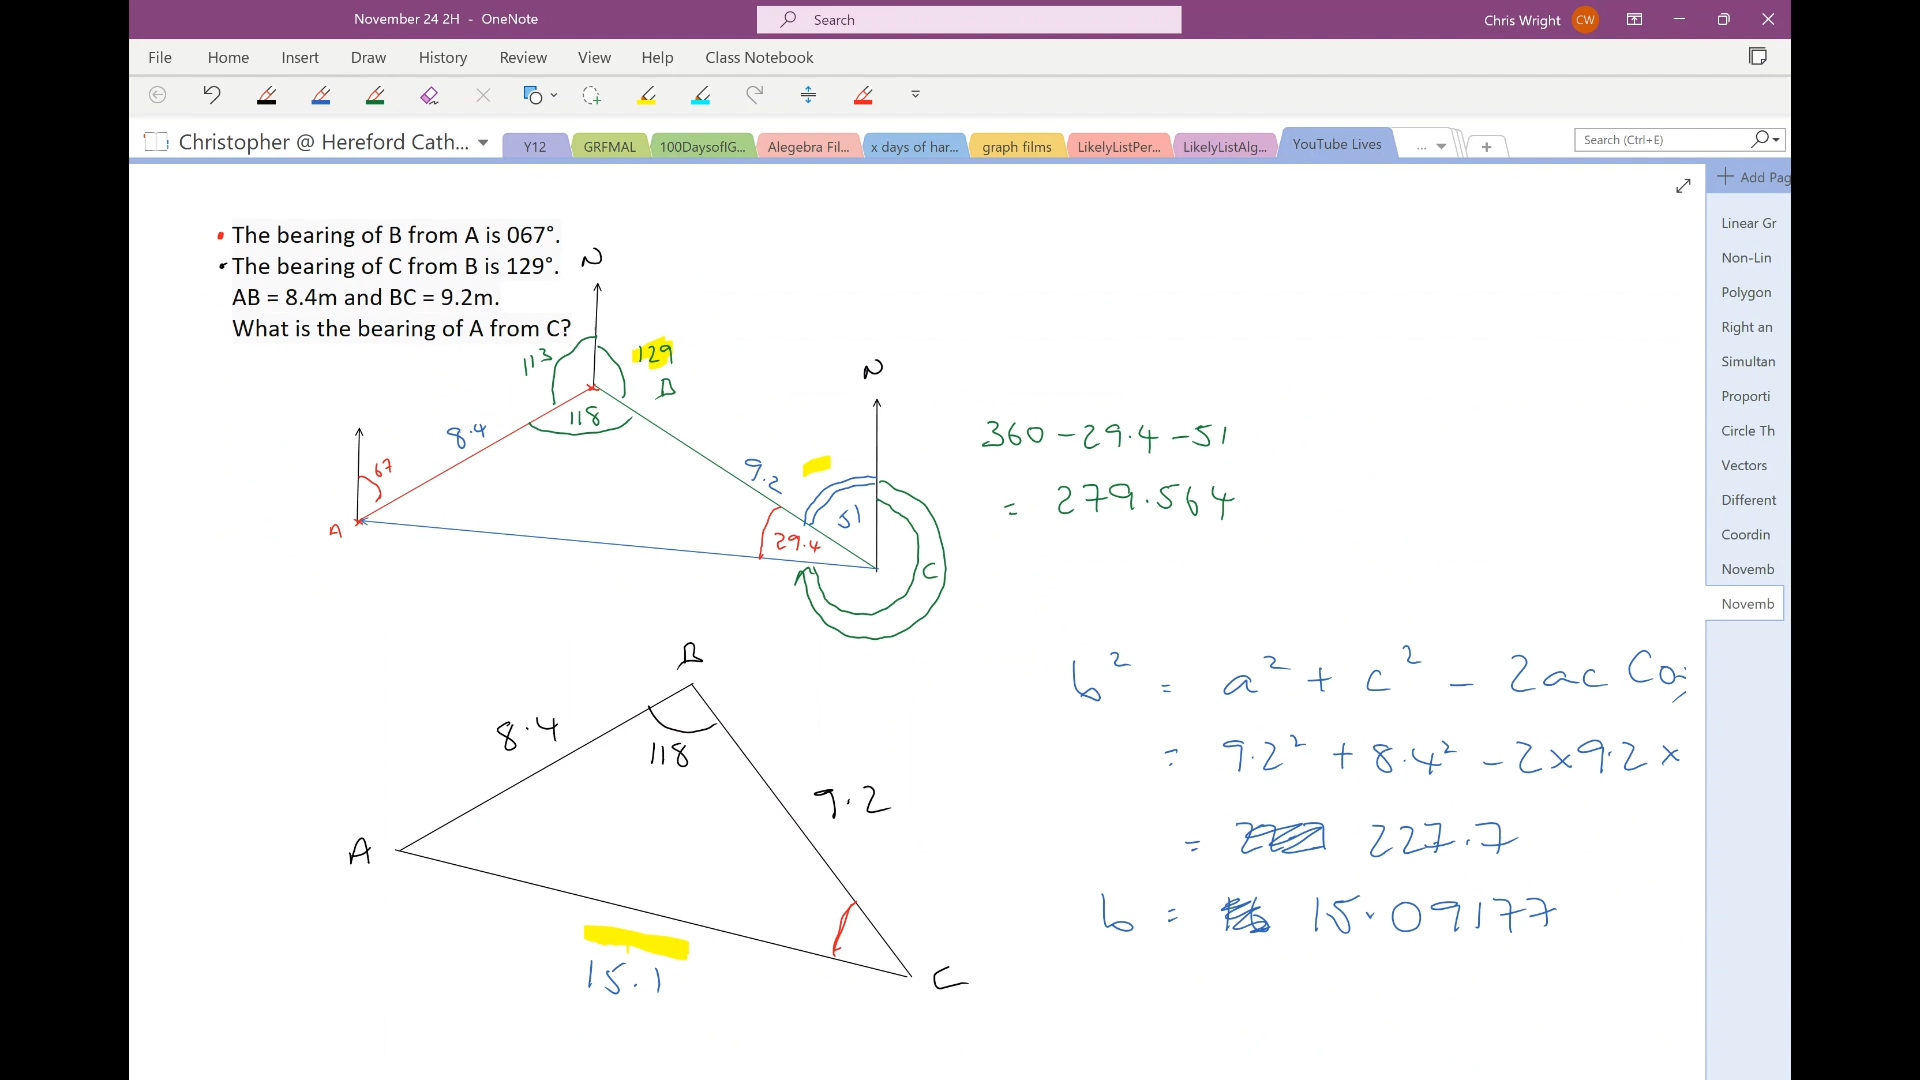 November 24 2H - OneNote
Search
Chris Wright CW
File Home Insert Draw History Review View Help Class Notebook
Christopher @ Hereford Cath...
Y12 GRFMAL 100DaysofIG... Alegebra Fil... x days of har... graph films LikelyListPer... LikelyListAlg... YouTube Lives ... +
Search (Ctrl+E)
Add Pag
Linear Gr
Non-Lin
Polygon
Right an
Simultan
Proporti
Circle Th
Vectors
Different
Coordin
Novemb
Novemb
The bearing of B from A is 067°.
The bearing of C from B is 129°.
AB = 8.4m and BC = 9.2m.
What is the bearing of A from C?
N
113 129
B
118
8.4
67
A
N
9.2
51
29.4
C
360 - 29.4 - 51
= 279.564
B
8.4
118
9.2
A
15.1
C
b² = a² + c² - 2ac Cos
= 9.2² + 8.4² - 2×9.2×
= 227.7
b = 15.09177